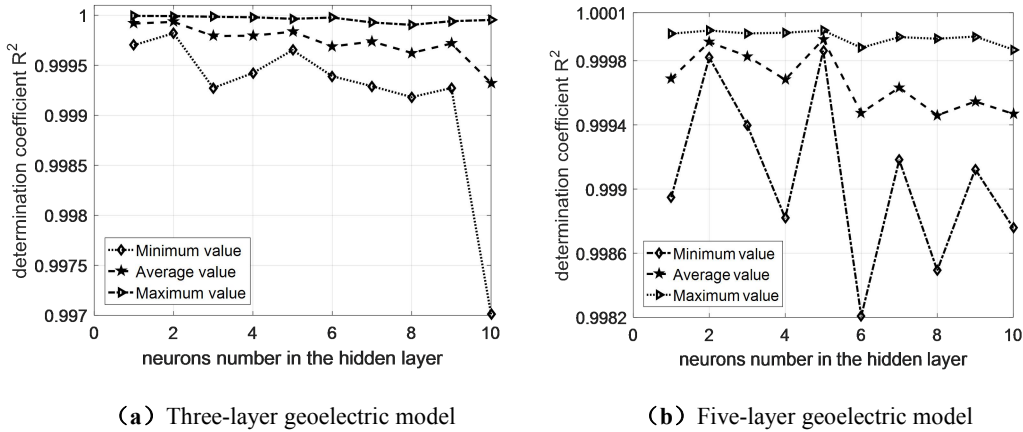 1
0.9995
0.999
0.9985
0.998
0.9975
0.997
determination coefficient R²
0 2 4 6 8 10
neurons number in the hidden layer
Minimum value
Average value
Maximum value
(a) Three-layer geoelectric model
1.0001
0.9998
0.9994
0.999
0.9986
0.9982
determination coefficient R²
0 2 4 6 8 10
neurons number in the hidden layer
Minimum value
Average value
Maximum value
(b) Five-layer geoelectric model